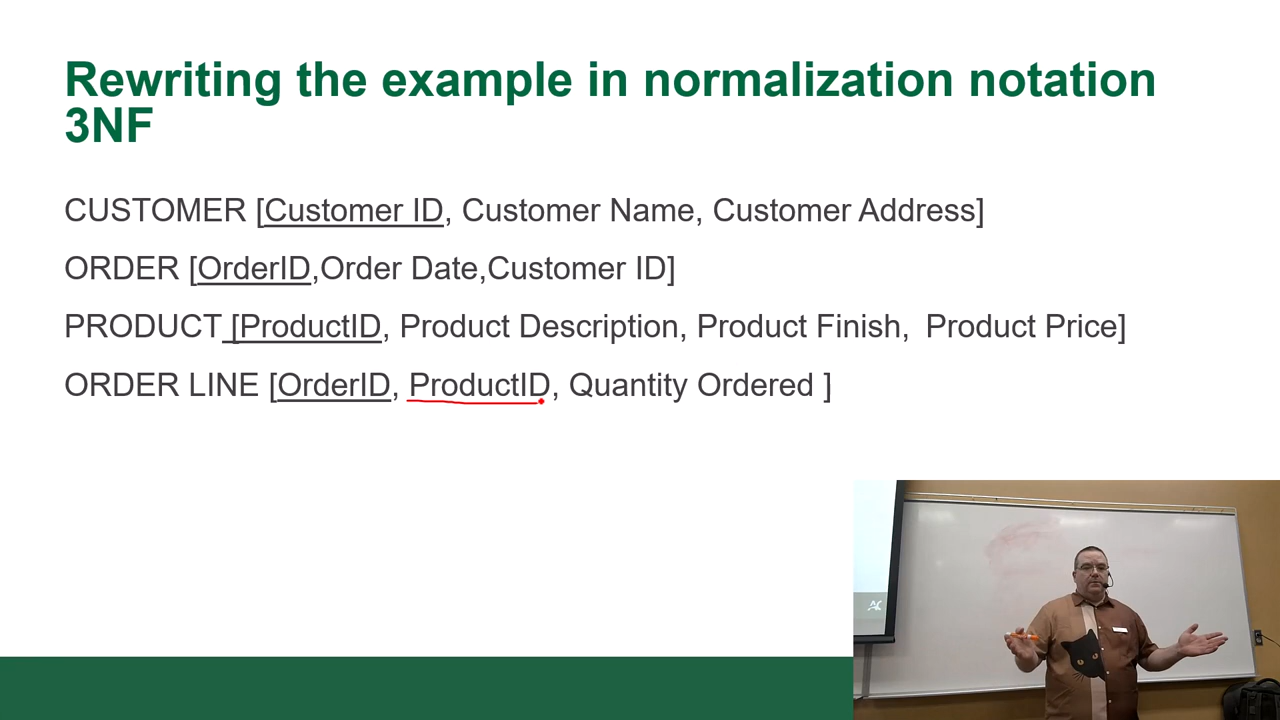 Rewriting the example in normalization notation
3NF
CUSTOMER [Customer ID, Customer Name, Customer Address]
ORDER [OrderID,Order Date,Customer ID]
PRODUCT [ProductID, Product Description, Product Finish,  Product Price]
ORDER LINE [OrderID, ProductID, Quantity Ordered ]